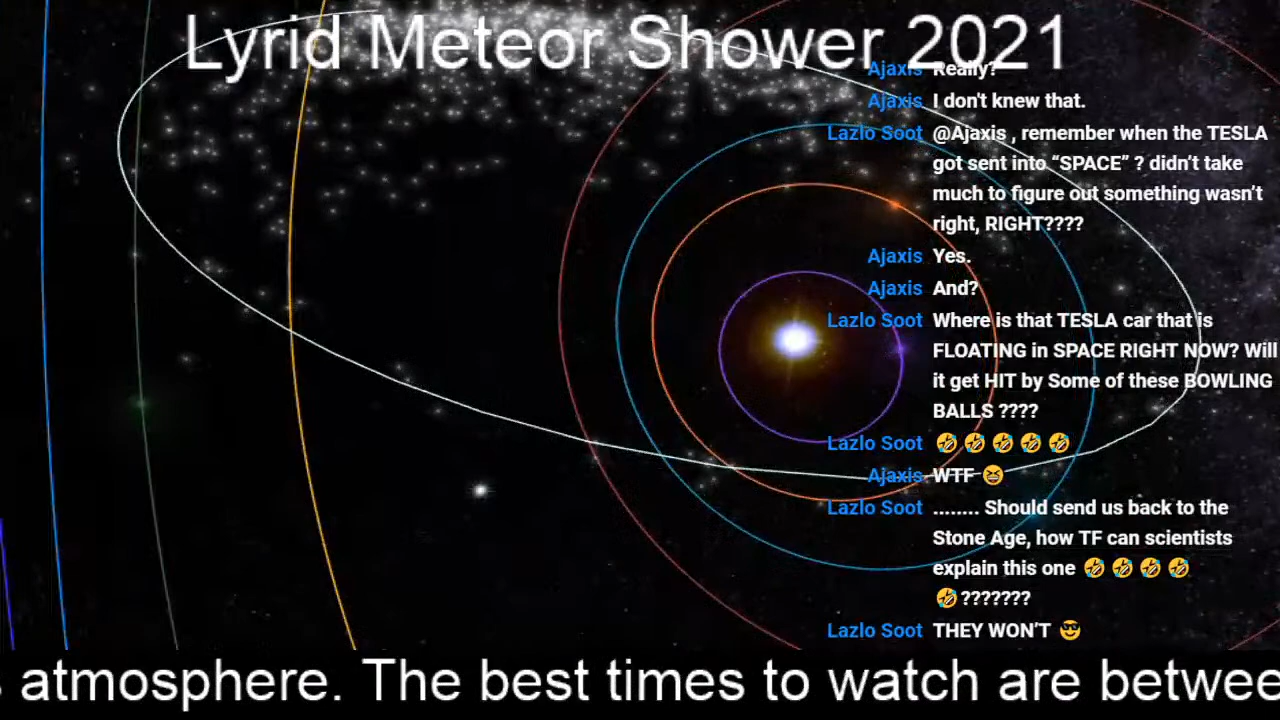 Lyrid Meteor Shower 2021
Ajaxis Really?
Ajaxis I don't knew that.
Lazlo Soot @Ajaxis , remember when the TESLA
got sent into “SPACE” ? didn’t take
much to figure out something wasn’t
right, RIGHT????
Ajaxis Yes.
Ajaxis And?
Lazlo Soot Where is that TESLA car that is
FLOATING in SPACE RIGHT NOW? Will
it get HIT by Some of these BOWLING
BALLS ????
Lazlo Soot 🤣🤣🤣🤣🤣
Ajaxis WTF 😆
Lazlo Soot ........ Should send us back to the
Stone Age, how TF can scientists
explain this one 🤣🤣🤣🤣
🤣???????
Lazlo Soot THEY WON’T 😎
atmosphere. The best times to watch are